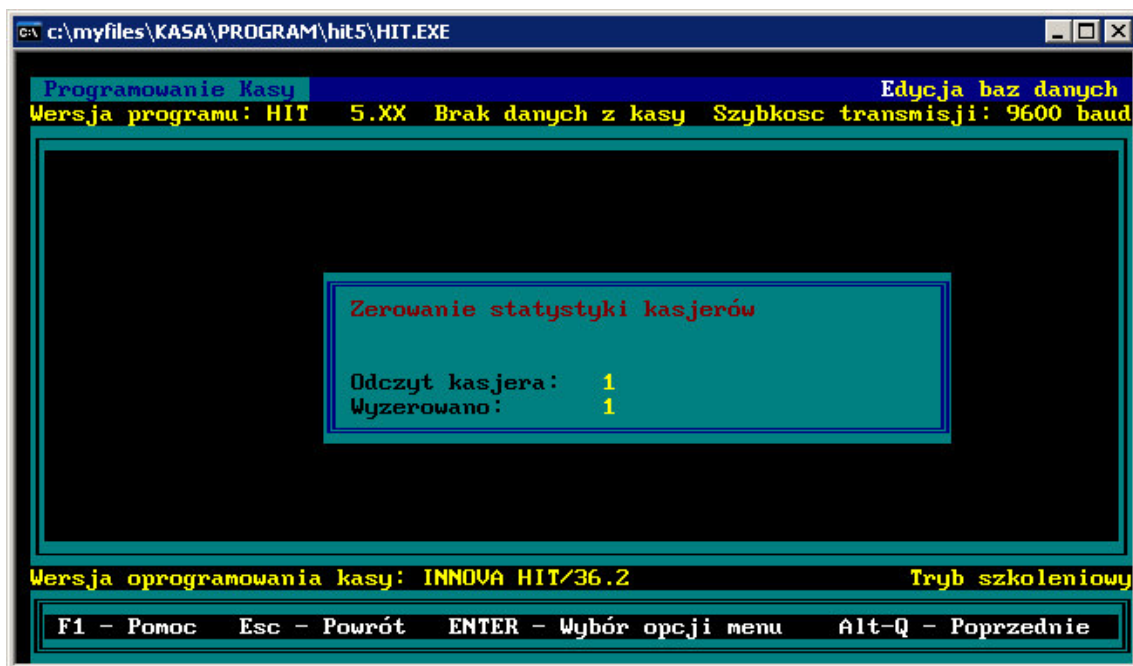 c:\myfiles\KASA\PROGRAM\hit5\HIT.EXE
Programowanie Kasy Edycja baz danych
Wersja programu: HIT 5.XX Brak danych z kasy Szybkosc transmisji: 9600 baud
Zerowanie statystyki kasjerów
Odczyt kasjera: 1
Wyzerowano: 1
Wersja oprogramowania kasy: INNOVA HIT/36.2 Tryb szkoleniowy
F1 - Pomoc Esc - Powrót ENTER - Wybór opcji menu Alt-Q - Poprzednie